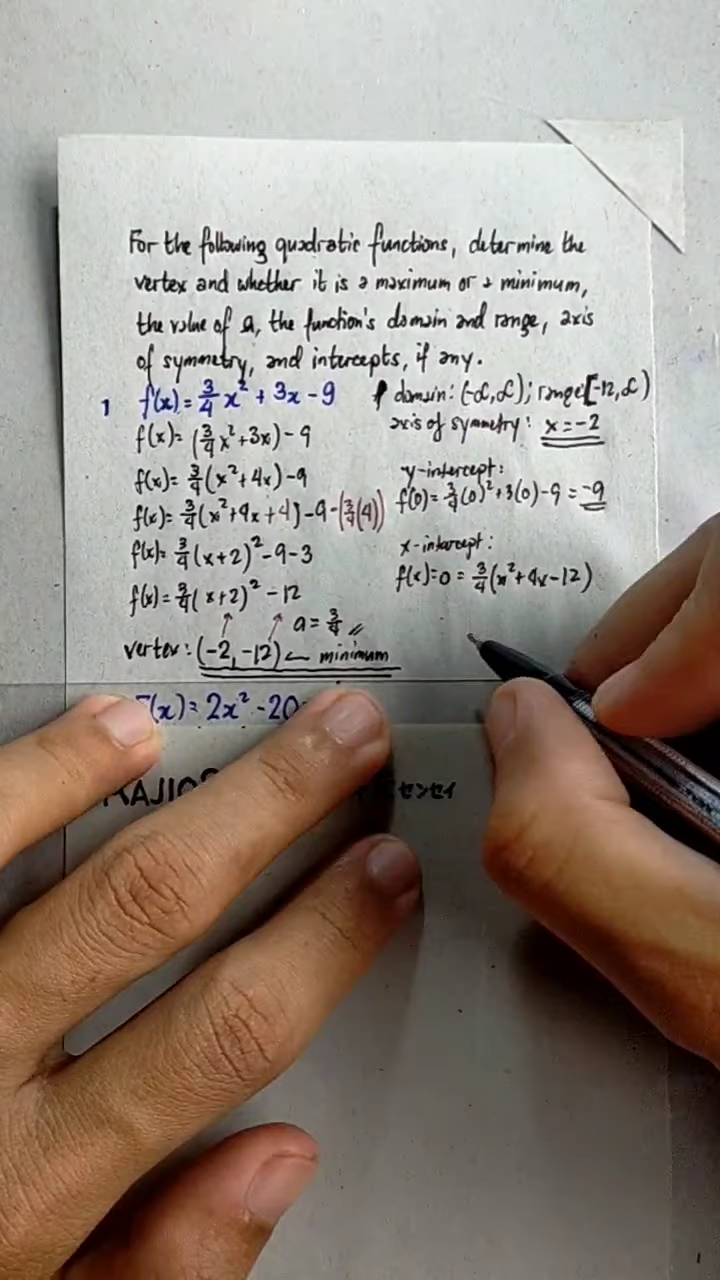 For the following quadratic functions, determine the
vertex and whether it is a maximum or a minimum,
the value of a, the function's domain and range, axis
of symmetry, and intercepts, if any.
1 f(x) = 3/4 x² + 3x - 9
f(x) = (3/4 x² + 3x) - 9
f(x) = 3/4 (x² + 4x) - 9
f(x) = 3/4 (x² + 4x + 4) - 9 - (3/4 (4))
f(x) = 3/4 (x + 2)² - 9 - 3
f(x) = 3/4 (x + 2)² - 12
a = 3/4
vertex: (-2, -12) ← minimum
domain: (-∞, ∞); range: [-12, ∞)
axis of symmetry: x = -2
y-intercept:
f(0) = 3/4 (0)² + 3(0) - 9 = -9
x-intercept:
f(x) = 0 = 3/4 (x² + 4x - 12)
(x) = 2x² - 20
センセイ